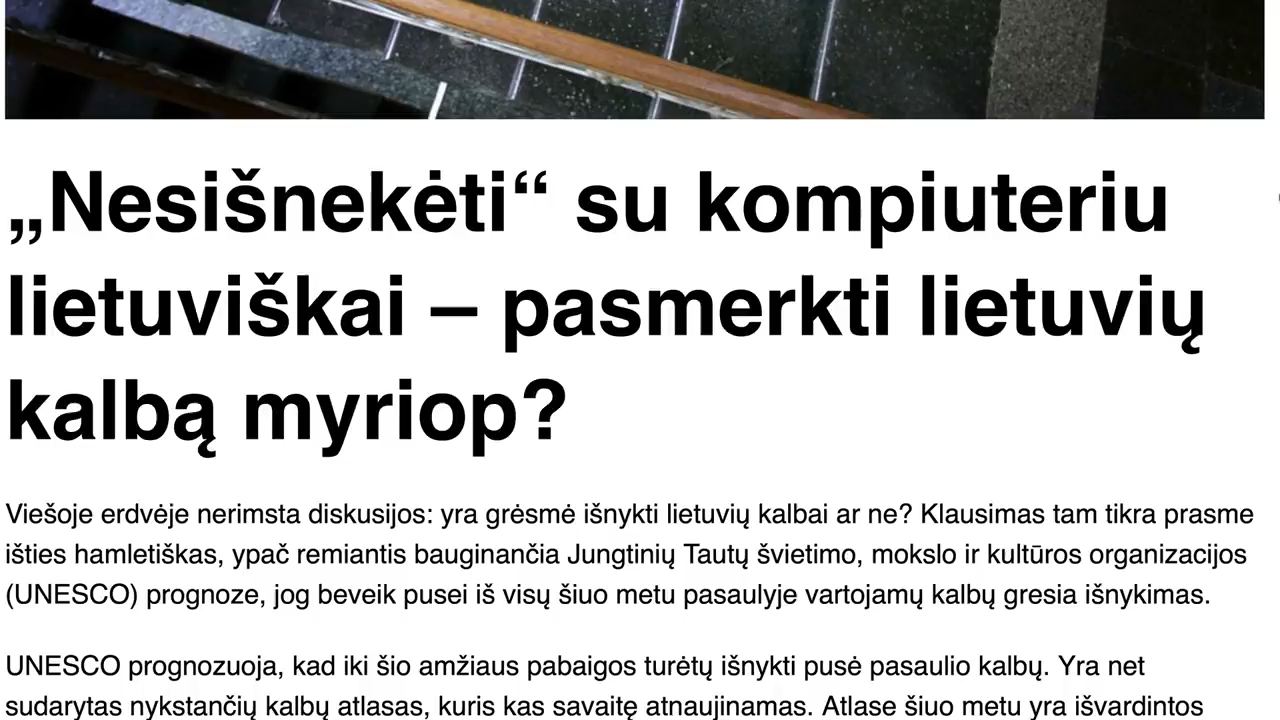 „Nesišnekėti“ su kompiuteriu
lietuviškai – pasmerkti lietuvių
kalbą myriop?
Viešoje erdvėje nerimsta diskusijos: yra grėsmė išnykti lietuvių kalbai ar ne? Klausimas tam tikra prasme
išties hamletiškas, ypač remiantis bauginančia Jungtinių Tautų švietimo, mokslo ir kultūros organizacijos
(UNESCO) prognoze, jog beveik pusei iš visų šiuo metu pasaulyje vartojamų kalbų gresia išnykimas.
UNESCO prognozuoja, kad iki šio amžiaus pabaigos turėtų išnykti pusė pasaulio kalbų. Yra net
sudarytas nykstančių kalbų atlasas, kuris kas savaitę atnaujinamas. Atlase šiuo metu yra išvardintos